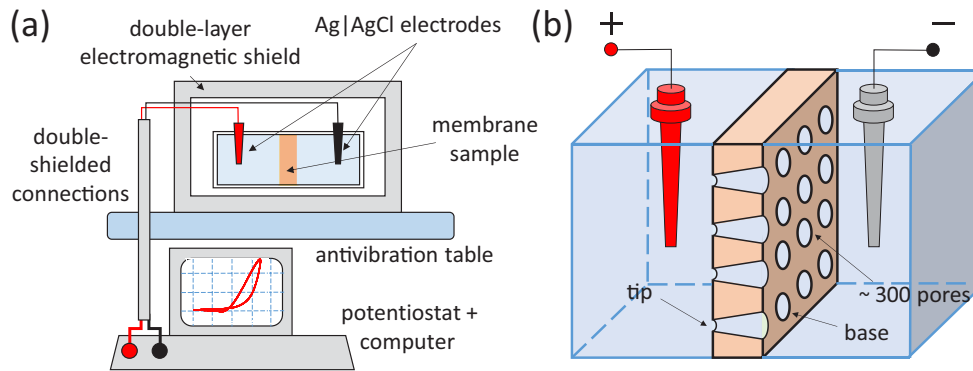 (a)
double-layer
electromagnetic shield
Ag|AgCl electrodes
double-
shielded
connections
membrane
sample
antivibration table
potentiostat +
computer
(b)
+
−
tip
~ 300 pores
base